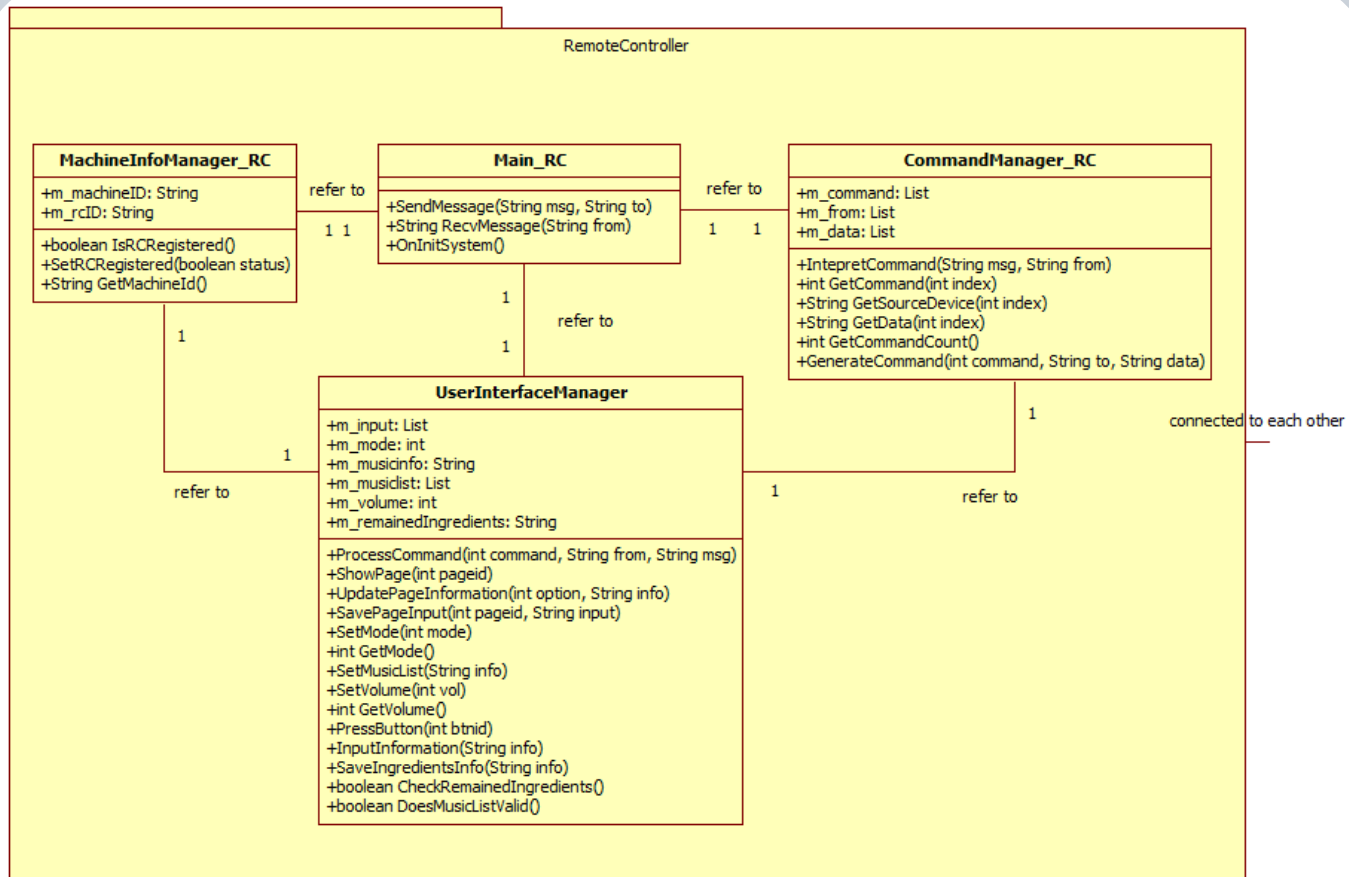 RemoteController
MachineInfoManager_RC
+m_machineID: String
+m_rcID: String
+boolean IsRCRegistered()
+SetRCRegistered(boolean status)
+String GetMachineId()
refer to
1 1
Main_RC
+SendMessage(String msg, String to)
+String RecvMessage(String from)
+OnInitSystem()
refer to
1 1
CommandManager_RC
+m_command: List
+m_from: List
+m_data: List
+IntepretCommand(String msg, String from)
+int GetCommand(int index)
+String GetSourceDevice(int index)
+String GetData(int index)
+int GetCommandCount()
+GenerateCommand(int command, String to, String data)
1
refer to
1
1
1
refer to
UserInterfaceManager
+m_input: List
+m_mode: int
+m_musicinfo: String
+m_musiclist: List
+m_volume: int
+m_remainedIngredients: String
+ProcessCommand(int command, String from, String msg)
+ShowPage(int pageid)
+UpdatePageInformation(int option, String info)
+SavePageInput(int pageid, String input)
+SetMode(int mode)
+int GetMode()
+SetMusicList(String info)
+SetVolume(int vol)
+int GetVolume()
+PressButton(int btnid)
+InputInformation(String info)
+SaveIngredientsInfo(String info)
+boolean CheckRemainedIngredients()
+boolean DoesMusicListValid()
1
1
refer to
connected to each other